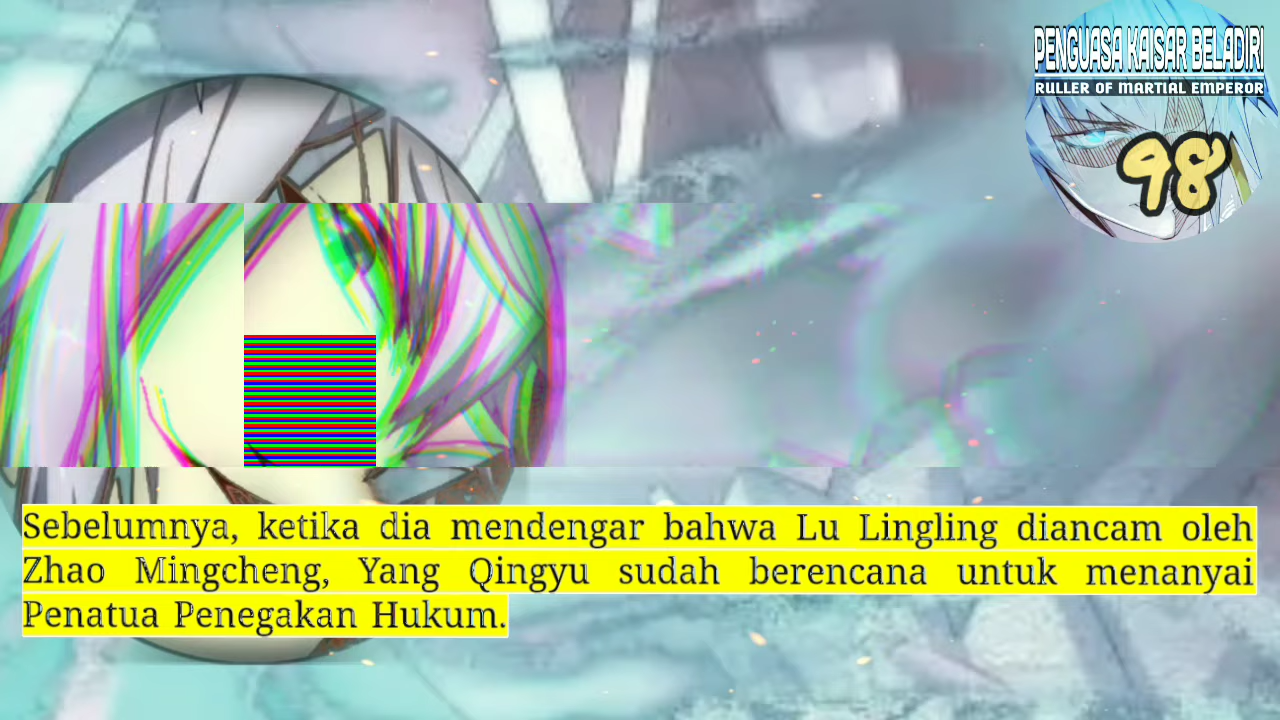 PENGUASA KAISAR BELADIRI
RULLER OF MARTIAL EMPEROR
98
Sebelumnya, ketika dia mendengar bahwa Lu Lingling diancam oleh
Zhao Mingcheng, Yang Qingyu sudah berencana untuk menanyai
Penatua Penegakan Hukum.